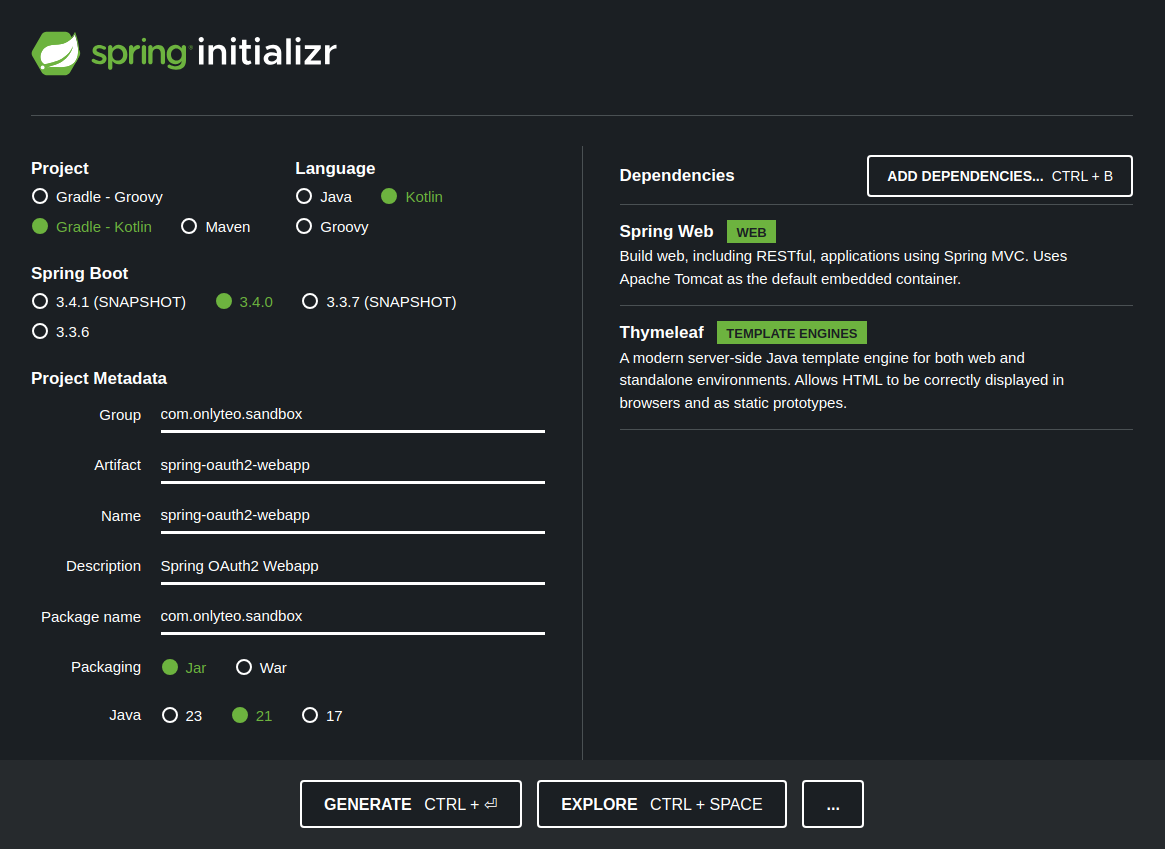 spring initializr
Project
Gradle - Groovy
Gradle - Kotlin Maven
Language
Java Kotlin
Groovy
Spring Boot
3.4.1 (SNAPSHOT) 3.4.0 3.3.7 (SNAPSHOT)
3.3.6
Project Metadata
Group com.onlyteo.sandbox
Artifact spring-oauth2-webapp
Name spring-oauth2-webapp
Description Spring OAuth2 Webapp
Package name com.onlyteo.sandbox
Packaging Jar War
Java 23 21 17
Dependencies ADD DEPENDENCIES... CTRL + B
Spring Web WEB
Build web, including RESTful, applications using Spring MVC. Uses
Apache Tomcat as the default embedded container.
Thymeleaf TEMPLATE ENGINES
A modern server-side Java template engine for both web and
standalone environments. Allows HTML to be correctly displayed in
browsers and as static prototypes.
GENERATE CTRL + ⏎ EXPLORE CTRL + SPACE ...